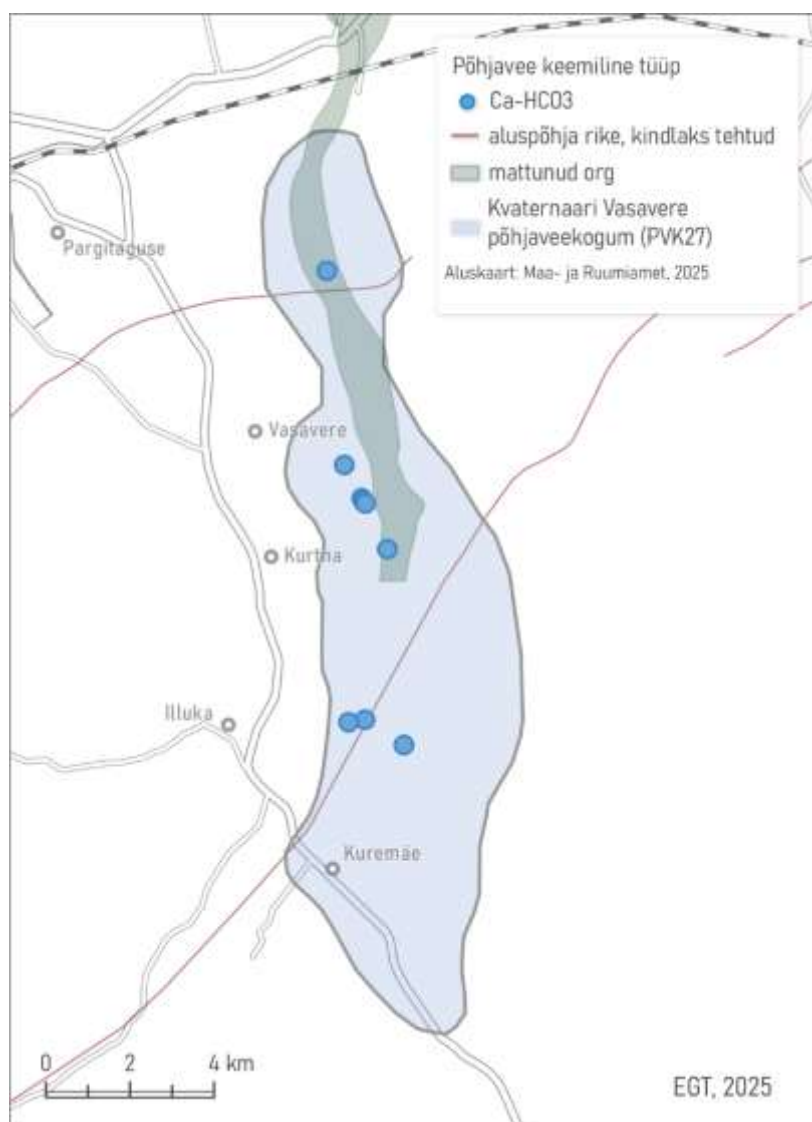 Põhjavee keemiline tüüp
Ca-HCO3
aluspõhja rike, kindlaks tehtud
mattunud org
Kvaternaari Vasavere
põhjaveekogum (PVK27)
Aluskaart: Maa- ja Ruumiamet, 2025
Pargitaguse
Vasavere
Kurtna
Illuka
Kuremäe
0 2 4 km
EGT, 2025